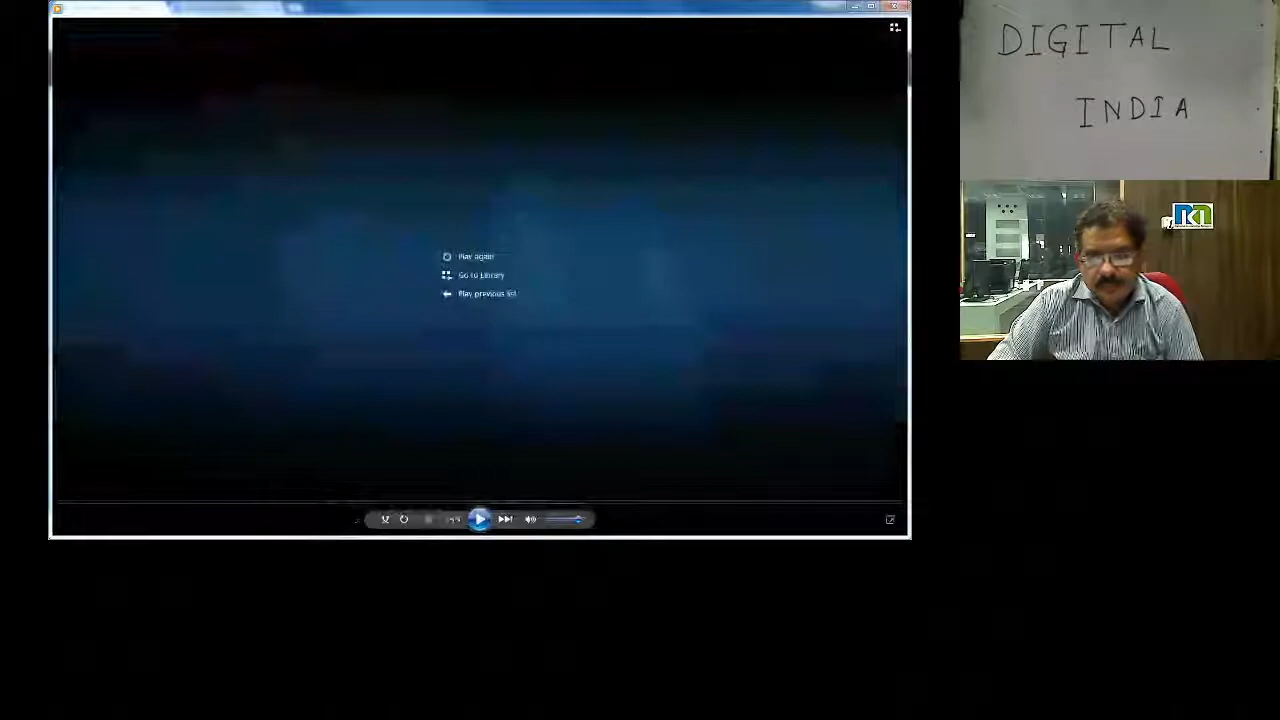 DIGITAL
INDIA
Play again
Go to Library
Play previous list